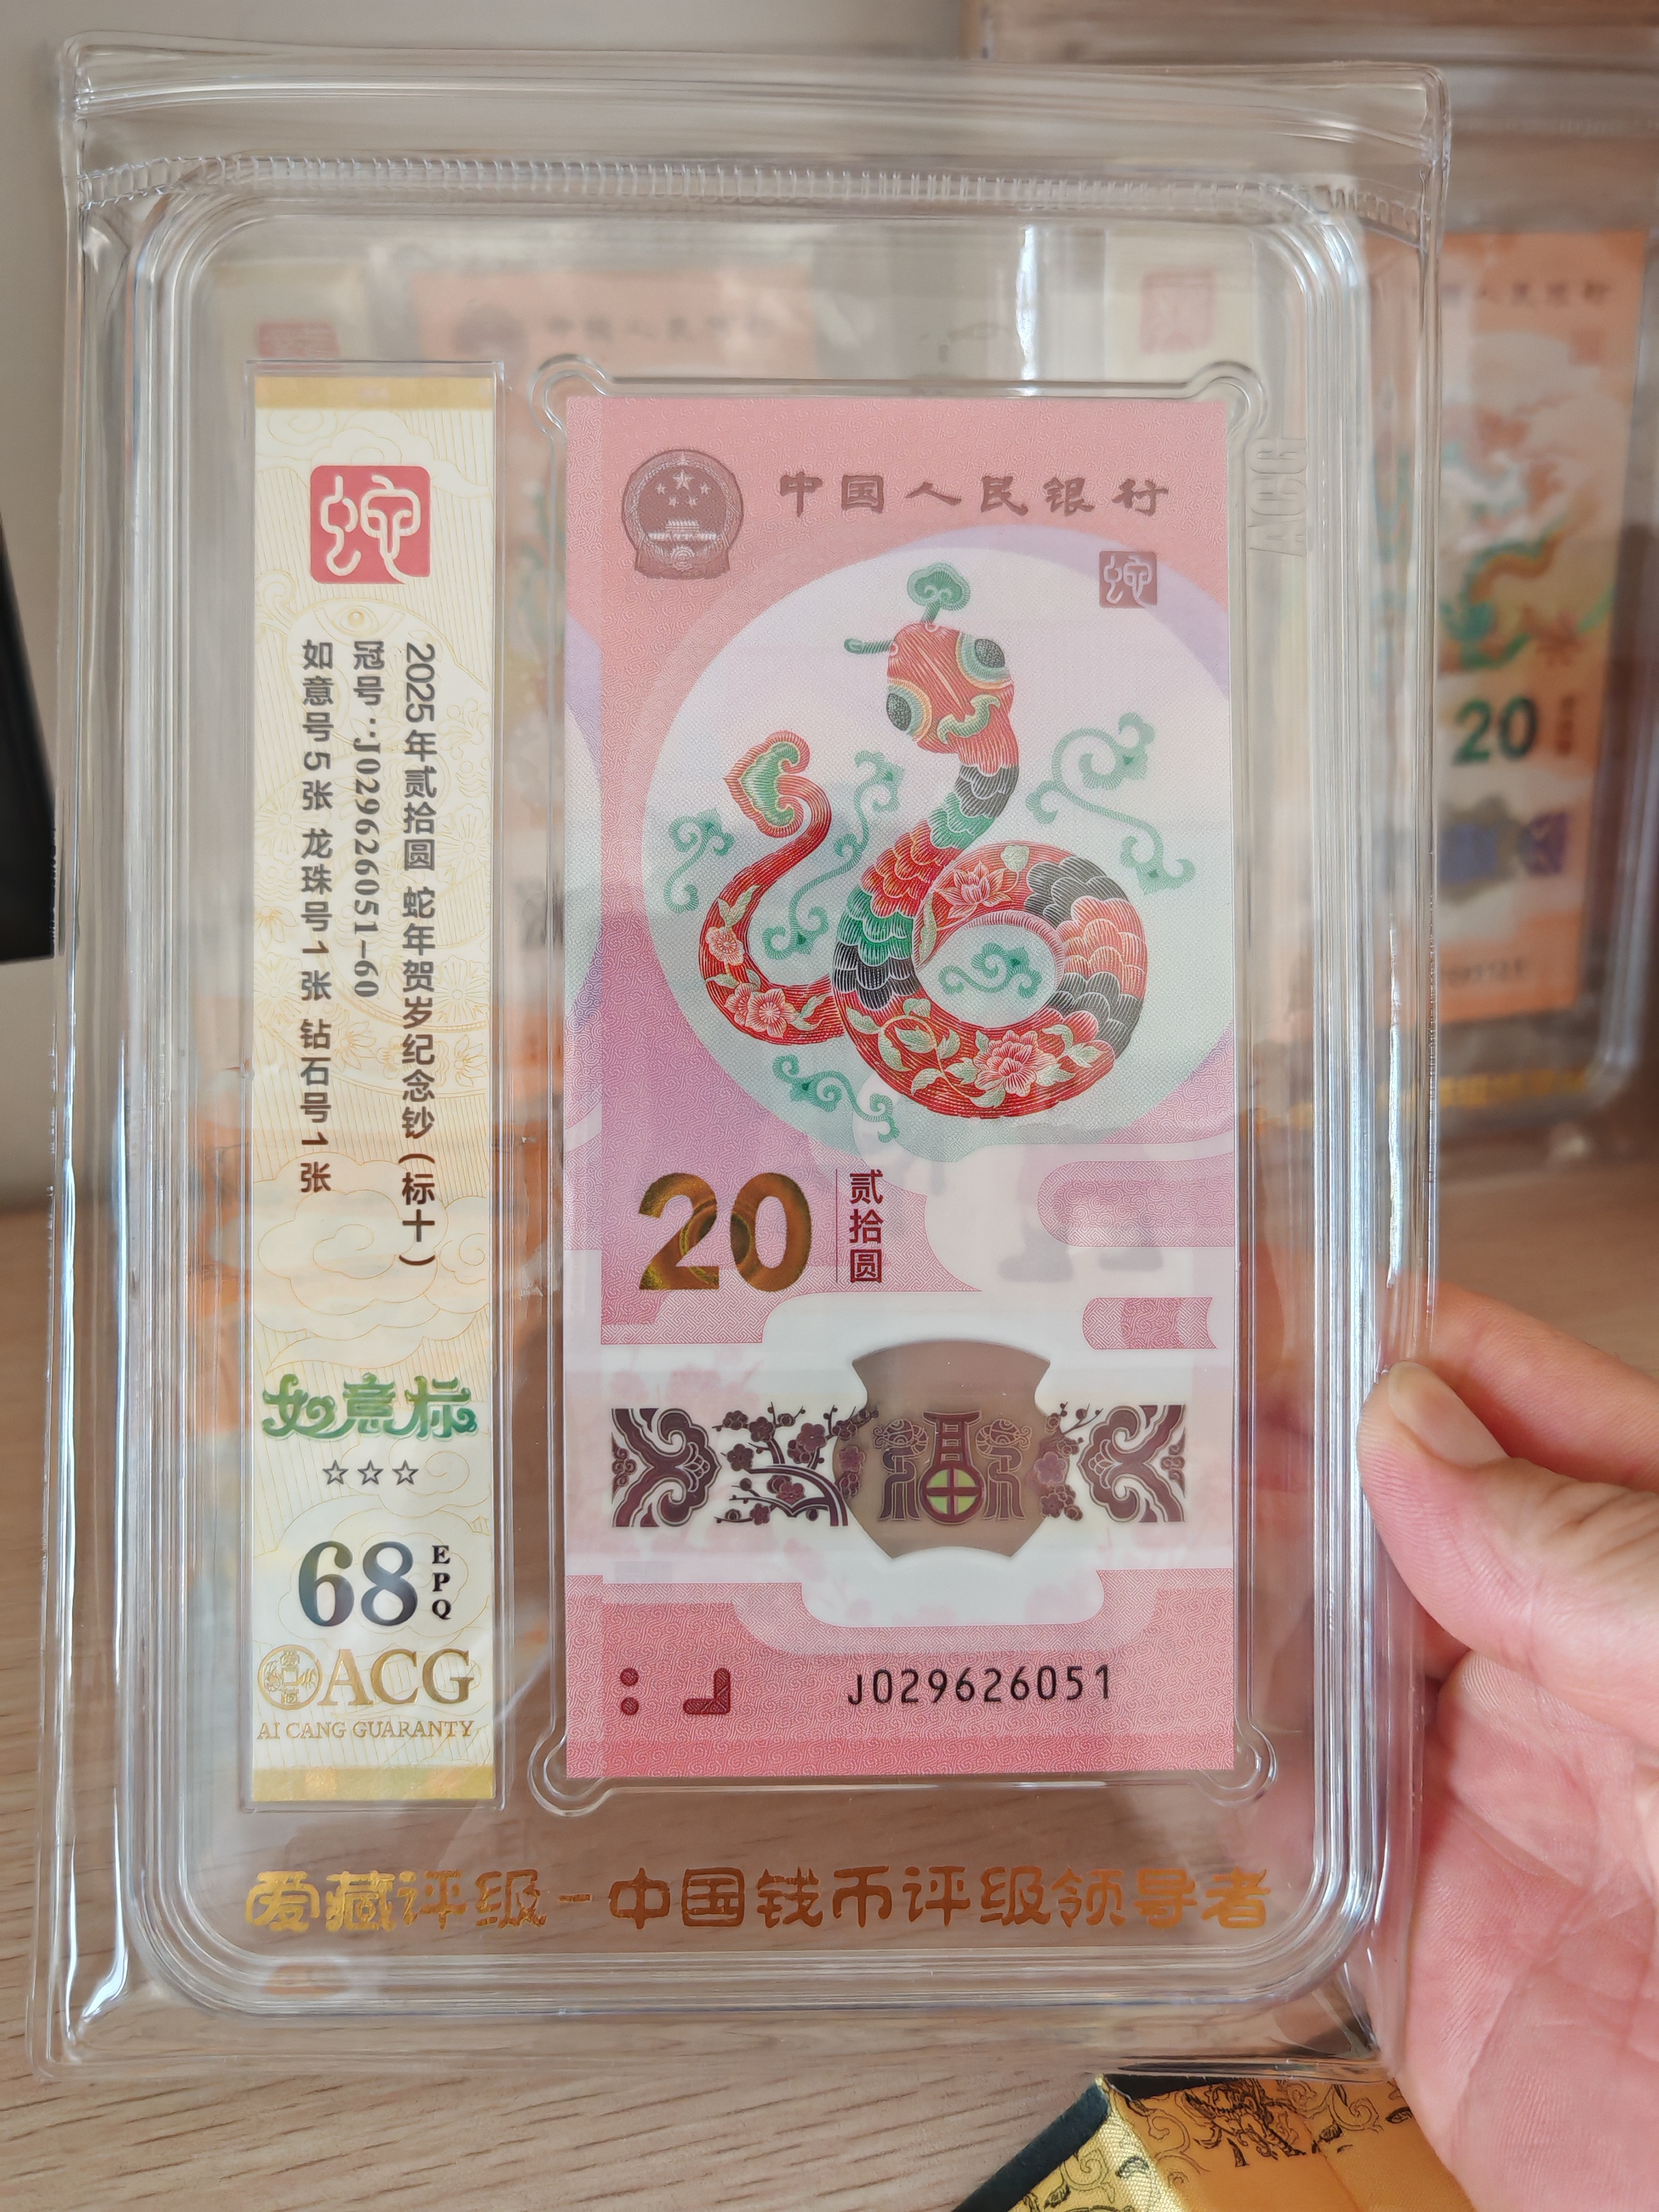 蛇
2025年贰拾圆 蛇年贺岁纪念钞(标十)
冠号:J029626051-60
如意号5张 龙珠号1张 钻石号1张
如意标
☆☆☆
68 EPQ
ACG
AI CANG GUARANTY
中国人民银行
蛇
20 贰拾圆
福
J029626051
ACG
爱藏评级-中国钱币评级领导者
20